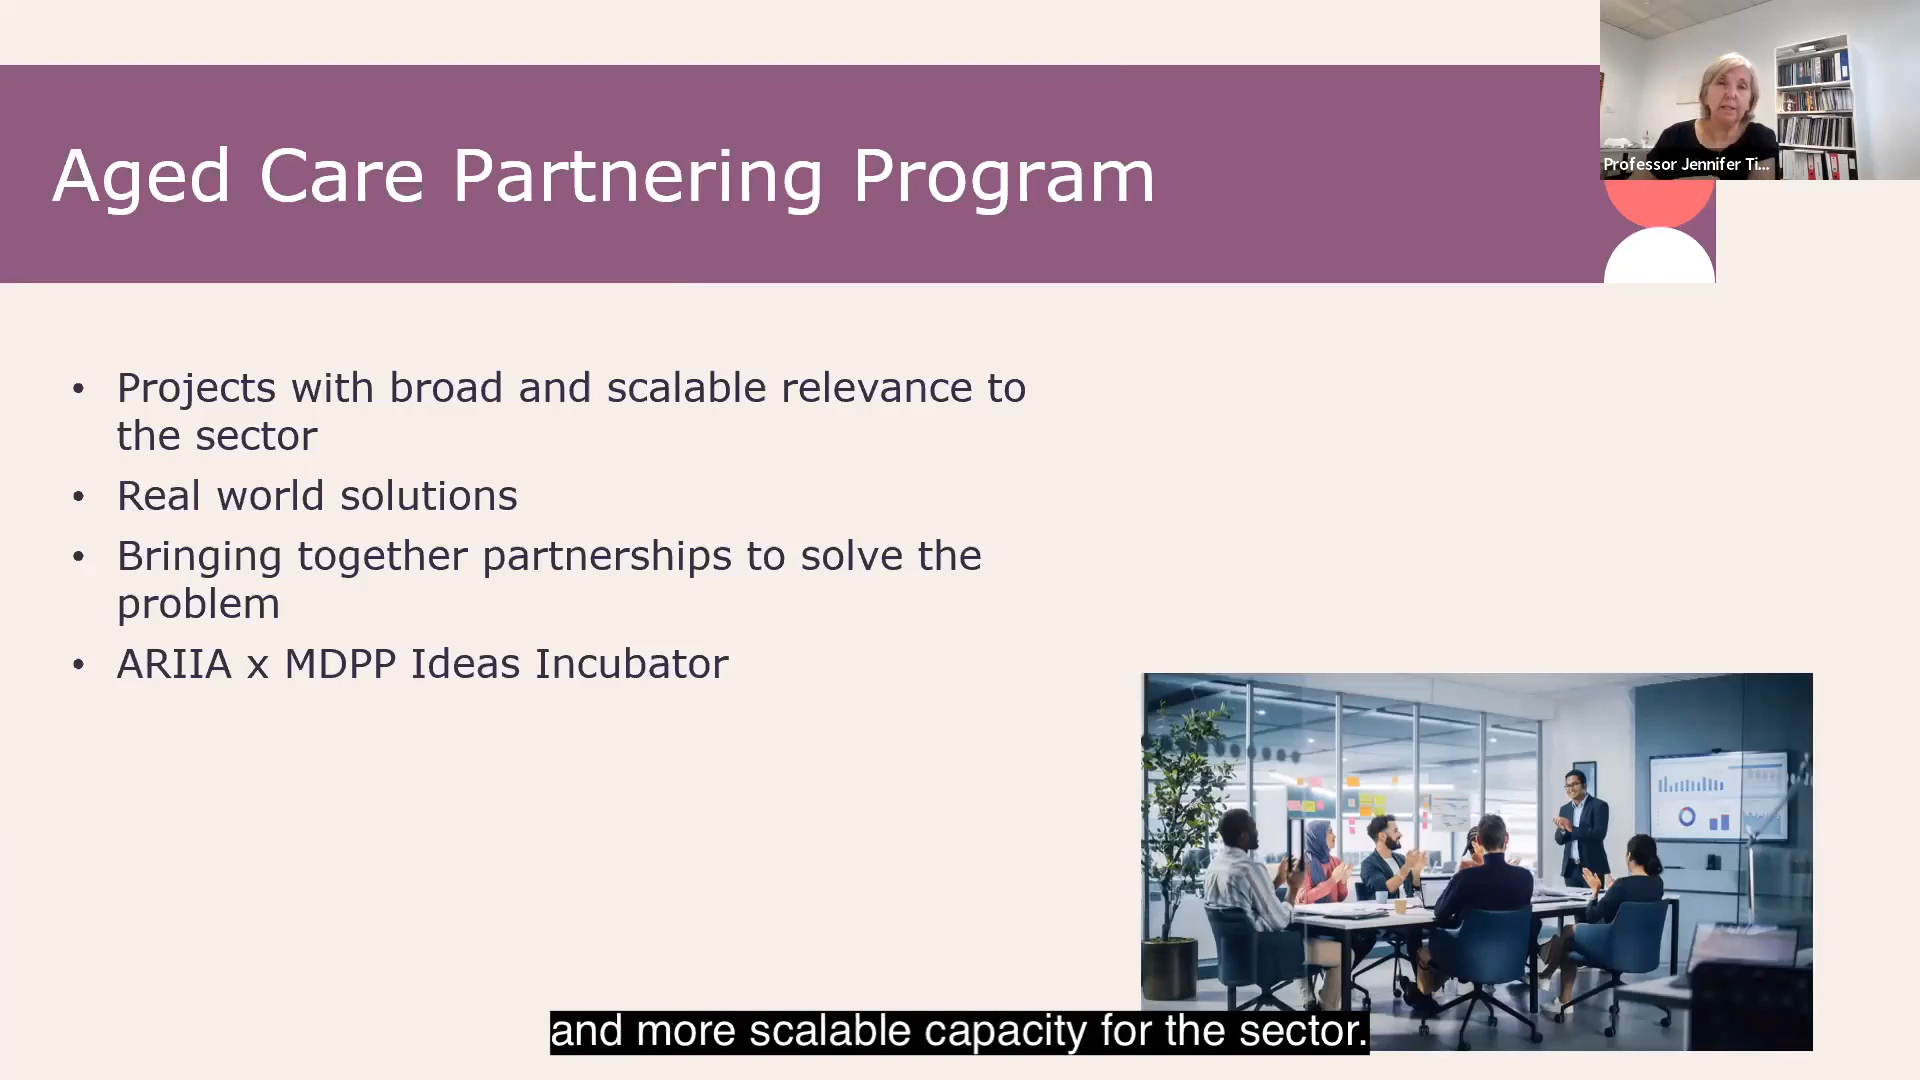 Professor Jennifer Ti...
Aged Care Partnering Program
• Projects with broad and scalable relevance to
the sector
• Real world solutions
• Bringing together partnerships to solve the
problem
• ARIIA x MDPP Ideas Incubator
and more scalable capacity for the sector.